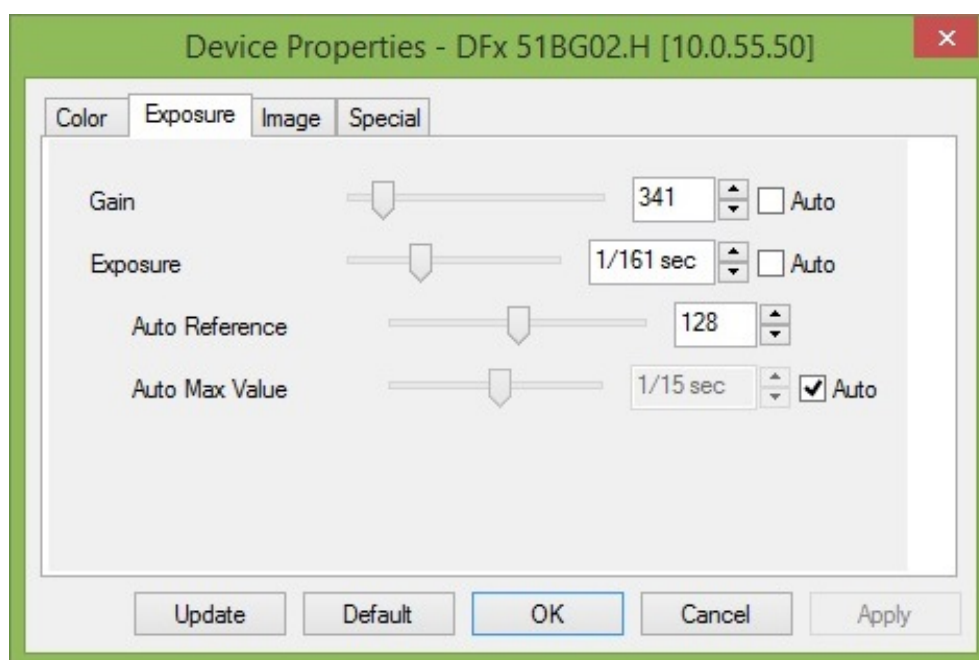 Device Properties - DFx 51BG02.H [10.0.55.50]
Color Exposure Image Special
Gain 341 Auto
Exposure 1/161 sec Auto
Auto Reference 128
Auto Max Value 1/15 sec Auto
Update Default OK Cancel Apply